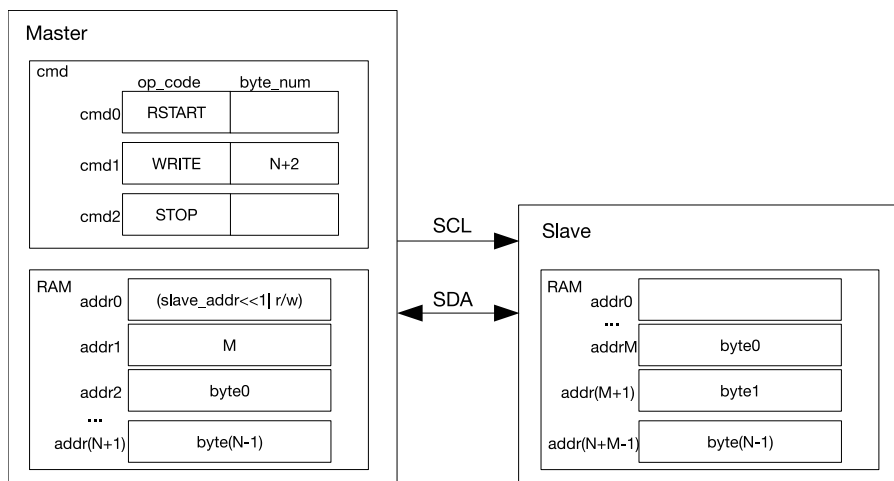 Master
cmd
op_code byte_num
cmd0 RSTART
cmd1 WRITE N+2
cmd2 STOP
RAM
addr0 (slave_addr<<1| r/w)
addr1 M
addr2 byte0
...
addr(N+1) byte(N-1)
SCL
SDA
Slave
RAM
addr0
...
addrM byte0
addr(M+1) byte1
addr(N+M-1) byte(N-1)